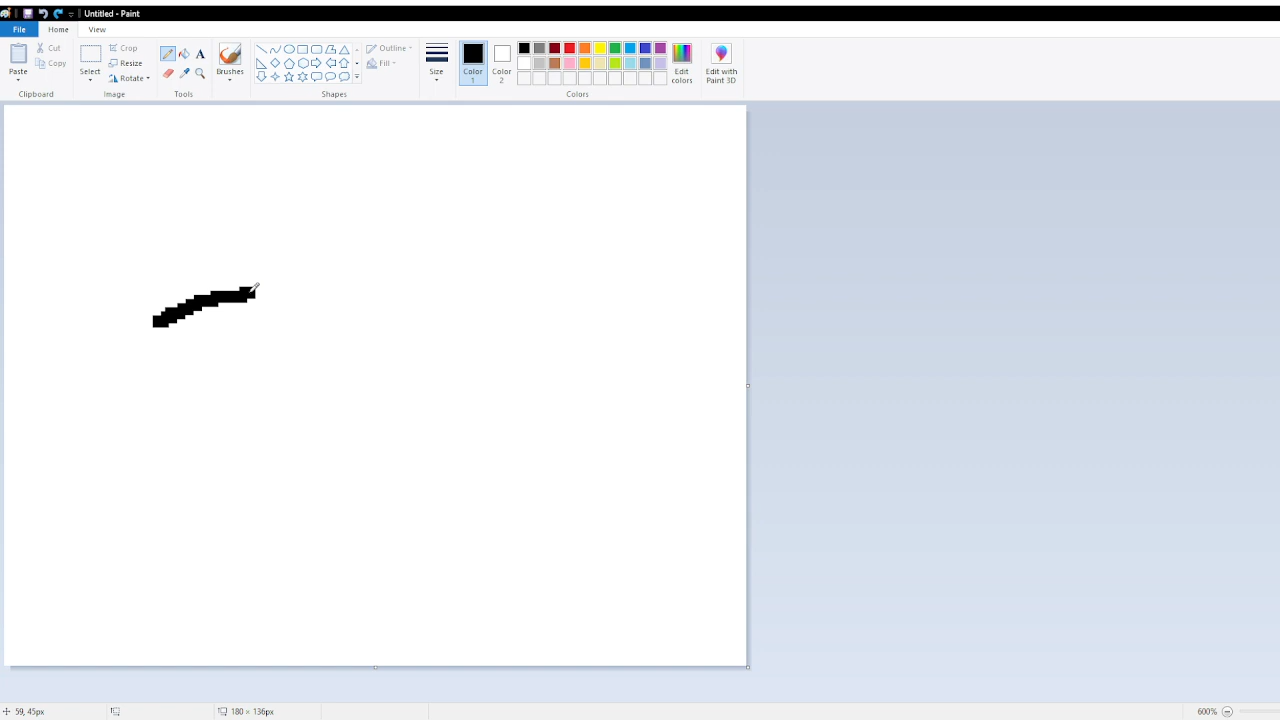 Untitled - Paint
File Home View
Paste
Cut
Copy
Clipboard
Select
Crop
Resize
Rotate
Image
A
Tools
Brushes
Shapes
Outline
Fill
Size
Color 1
Color 2
Edit colors
Colors
Edit with Paint 3D
59, 45px
180 × 136px
600%